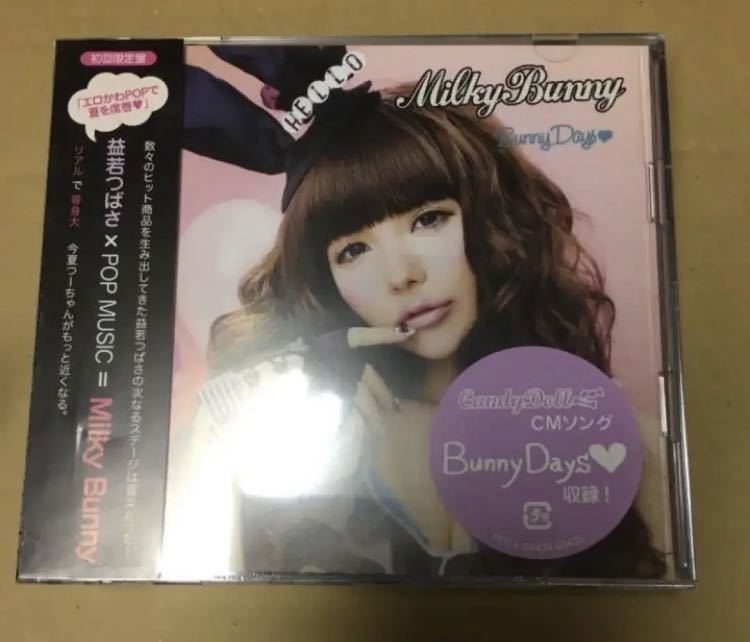 初回限定盤
「エロかわPOPで
夏を席巻♥」
数々のヒット商品を生み出してきた益若つばさの次なるステージは
益若つばさ × POP MUSIC = Milky Bunny
リアルで等身大 今夏つーちゃんがもっと近くなる。
HELLO
MilkyBunny
Bunny Days♥
CandyDoll
CMソング
Bunny Days♥
収録!